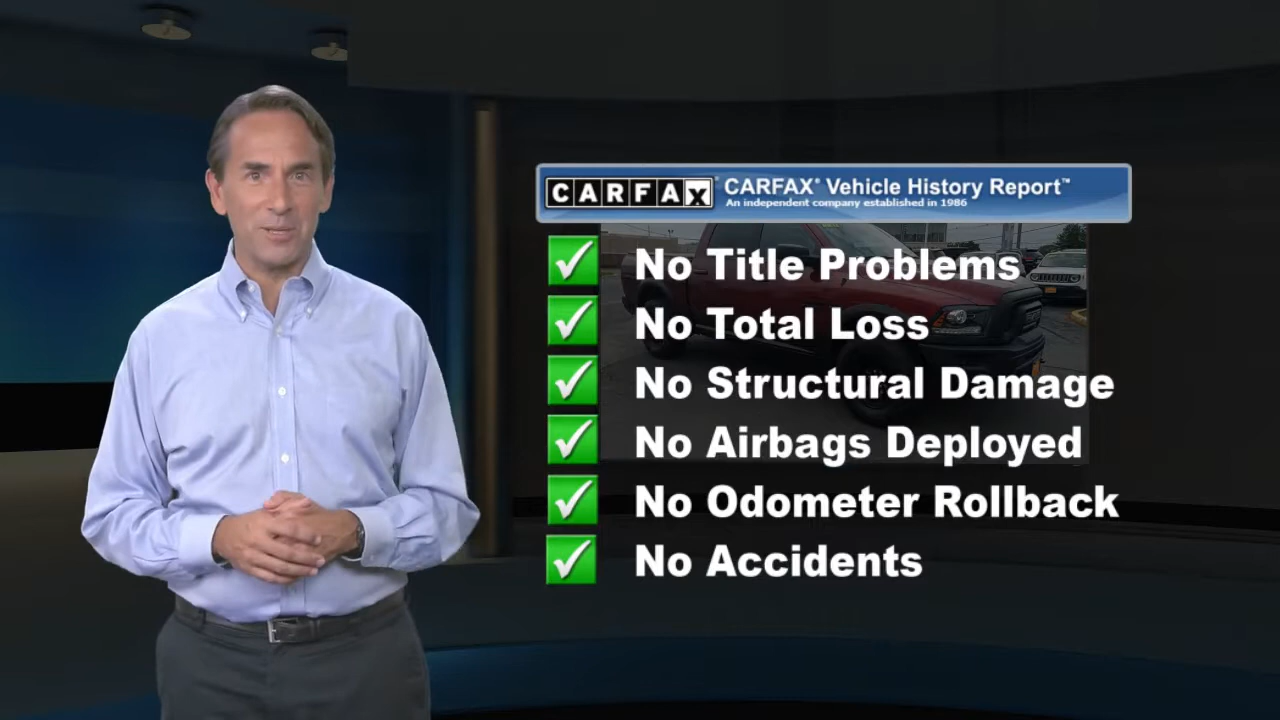 CARFAX CARFAX® Vehicle History Report™
An independent company established in 1986
No Title Problems
No Total Loss
No Structural Damage
No Airbags Deployed
No Odometer Rollback
No Accidents